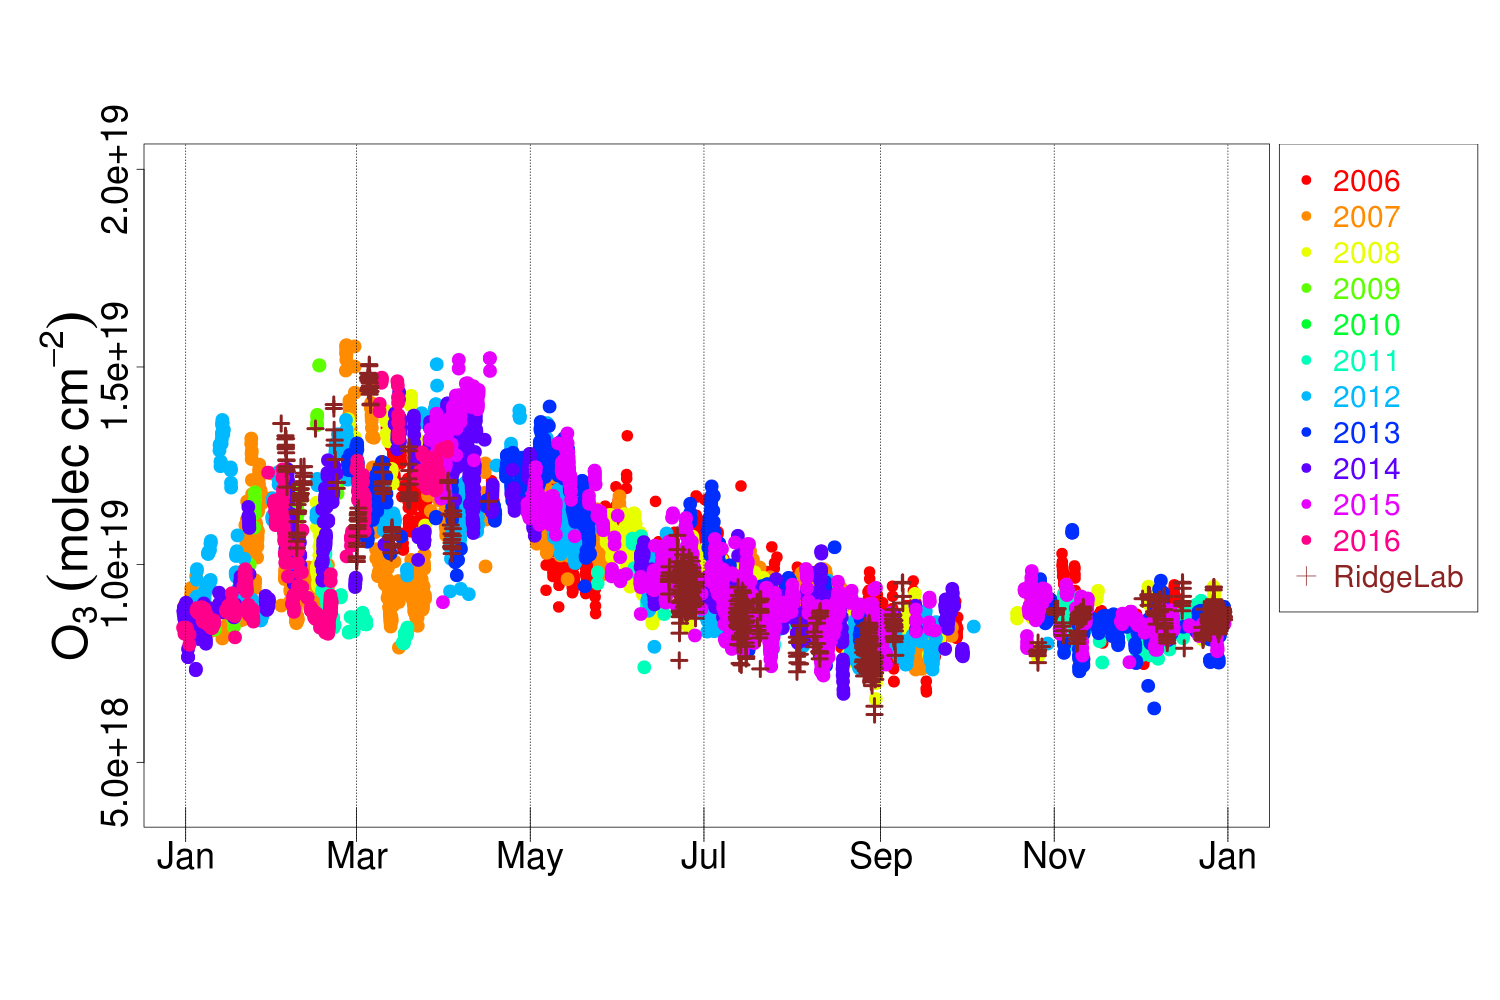 O₃ (molec cm⁻²)
2.0e+19
1.5e+19
1.0e+19
5.0e+18
Jan Mar May Jul Sep Nov Jan
2006
2007
2008
2009
2010
2011
2012
2013
2014
2015
2016
RidgeLab